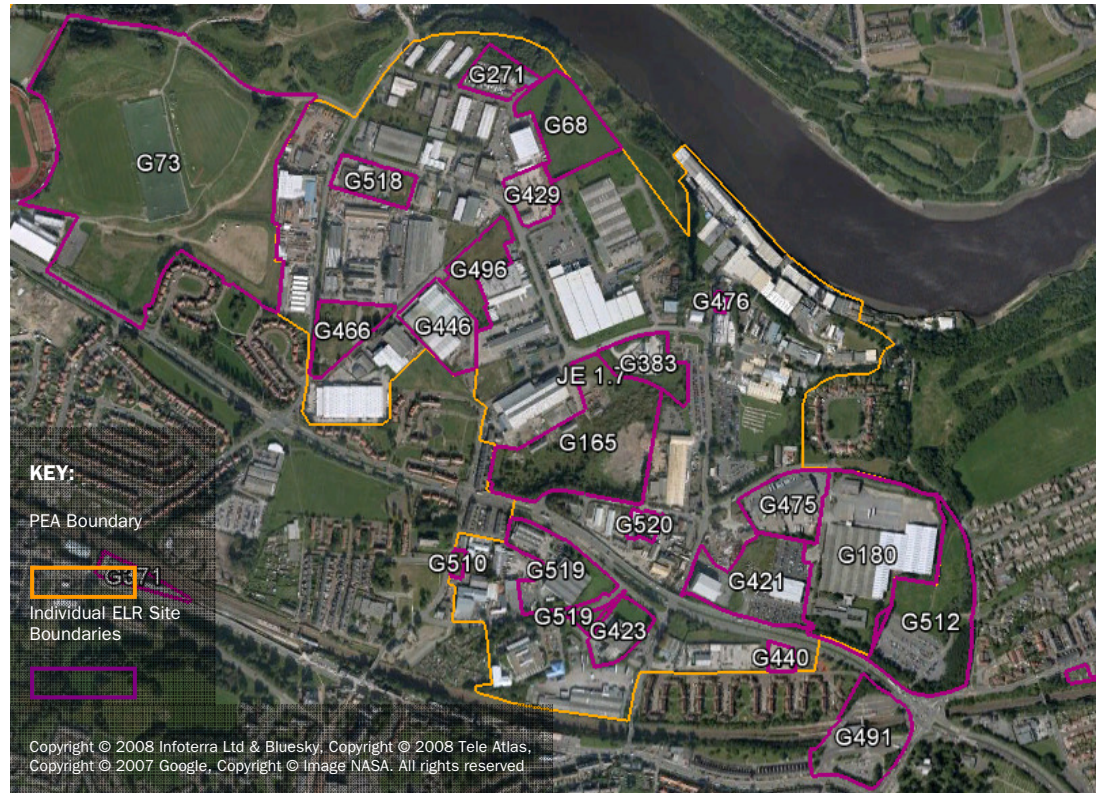 G271
G68
G73
G518
G429
G496
G476
G466
G446
G383
JE 1.7
G165
KEY:
G475
PEA Boundary
G520
G180
G510
G519
G371
G421
Individual ELR Site
Boundaries
G519
G423
G512
G440
G491
Copyright © 2008 Infoterra Ltd & Bluesky, Copyright © 2008 Tele Atlas,
Copyright © 2007 Google, Copyright © Image NASA. All rights reserved